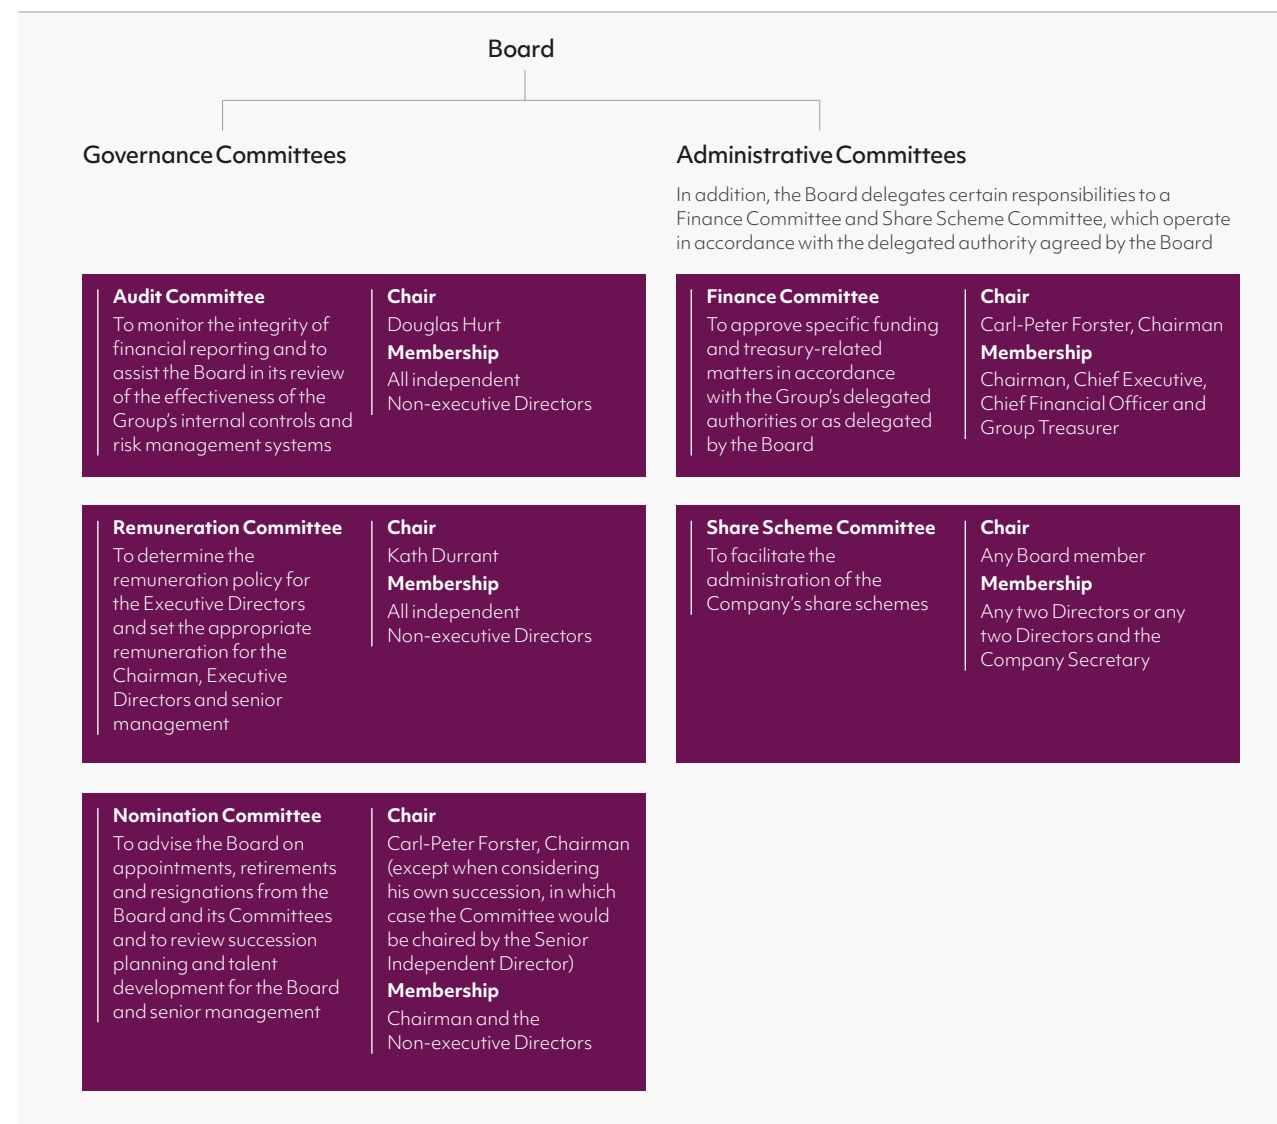 Board
Governance Committees
Administrative Committees
In addition, the Board delegates certain responsibilities to a
Finance Committee and Share Scheme Committee, which operate
in accordance with the delegated authority agreed by the Board
Audit Committee
To monitor the integrity of
financial reporting and to
assist the Board in its review
of the effectiveness of the
Group's internal controls and
risk management systems
Chair
Douglas Hurt
Membership
All independent
Non-executive Directors
Finance Committee
To approve specific funding
and treasury-related
matters in accordance
with the Group's delegated
authorities or as delegated
by the Board
Chair
Carl-Peter Forster, Chairman
Membership
Chairman, Chief Executive,
Chief Financial Officer and
Group Treasurer
Remuneration Committee
To determine the
remuneration policy for
the Executive Directors
and set the appropriate
remuneration for the
Chairman, Executive
Directors and senior
management
Chair
Kath Durrant
Membership
All independent
Non-executive Directors
Share Scheme Committee
To facilitate the
administration of the
Company's share schemes
Chair
Any Board member
Membership
Any two Directors or any
two Directors and the
Company Secretary
Nomination Committee
To advise the Board on
appointments, retirements
and resignations from the
Board and its Committees
and to review succession
planning and talent
development for the Board
and senior management
Chair
Carl-Peter Forster, Chairman
(except when considering
his own succession, in which
case the Committee would
be chaired by the Senior
Independent Director)
Membership
Chairman and the
Non-executive Directors